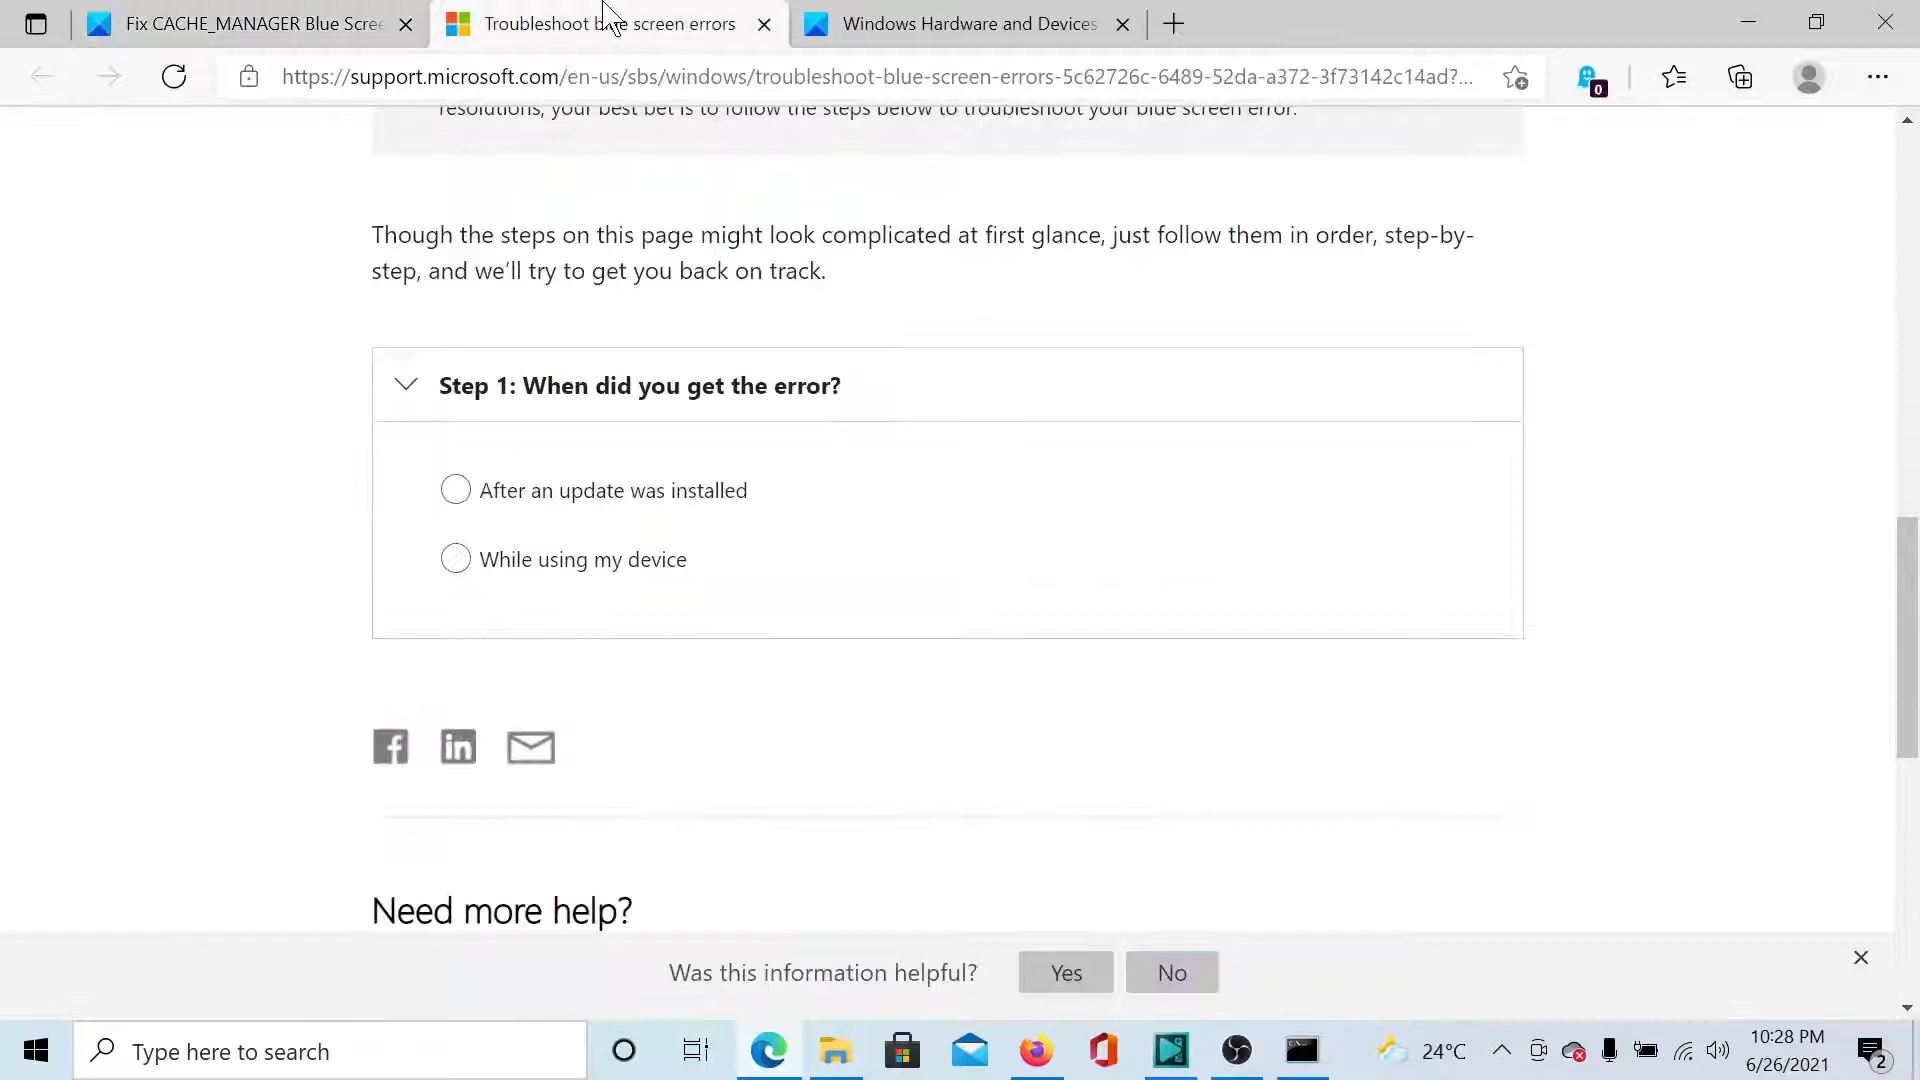 Fix CACHE_MANAGER Blue Scree
Troubleshoot blue screen errors
Windows Hardware and Devices
https://support.microsoft.com/en-us/sbs/windows/troubleshoot-blue-screen-errors-5c62726c-6489-52da-a372-3f73142c14ad?...
0
resolutions, your best bet is to follow the steps below to troubleshoot your blue screen error.
Though the steps on this page might look complicated at first glance, just follow them in order, step-by-
step, and we'll try to get you back on track.
Step 1: When did you get the error?
After an update was installed
While using my device
Need more help?
Was this information helpful?
Yes
No
Type here to search
24°C
10:28 PM
6/26/2021
2